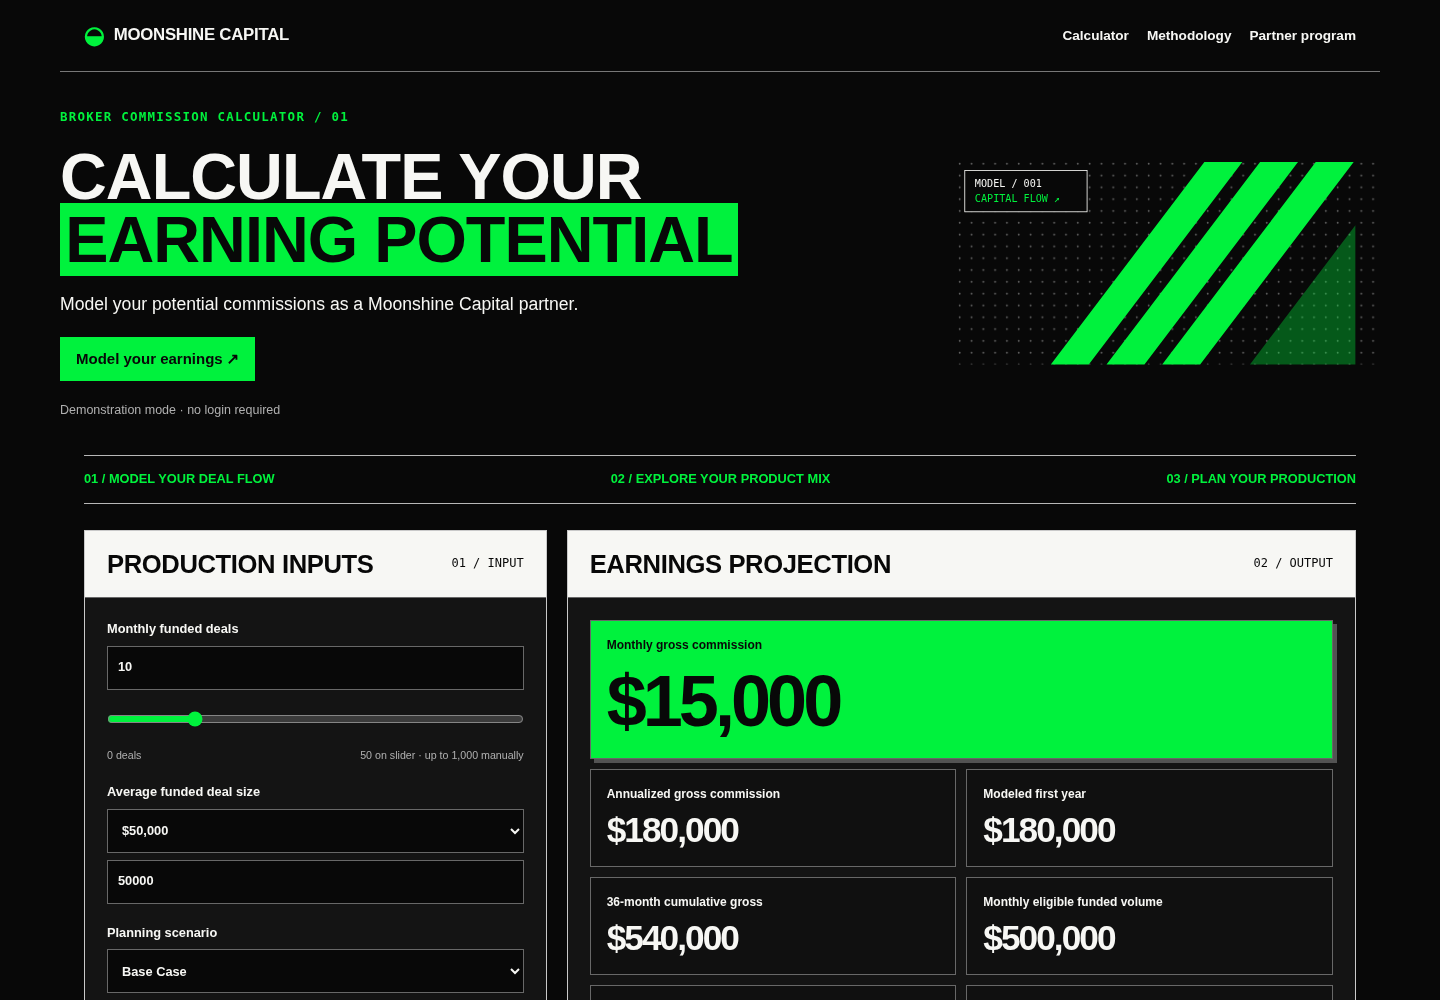 MOONSHINE CAPITAL
Calculator Methodology Partner program
BROKER COMMISSION CALCULATOR / 01
CALCULATE YOUR
EARNING POTENTIAL
Model your potential commissions as a Moonshine Capital partner.
Model your earnings ↗
Demonstration mode · no login required
MODEL / 001
CAPITAL FLOW ↗
01 / MODEL YOUR DEAL FLOW
02 / EXPLORE YOUR PRODUCT MIX
03 / PLAN YOUR PRODUCTION
PRODUCTION INPUTS
01 / INPUT
Monthly funded deals
10
0 deals
50 on slider · up to 1,000 manually
Average funded deal size
$50,000
50000
Planning scenario
Base Case
EARNINGS PROJECTION
02 / OUTPUT
Monthly gross commission
$15,000
Annualized gross commission
$180,000
Modeled first year
$180,000
36-month cumulative gross
$540,000
Monthly eligible funded volume
$500,000